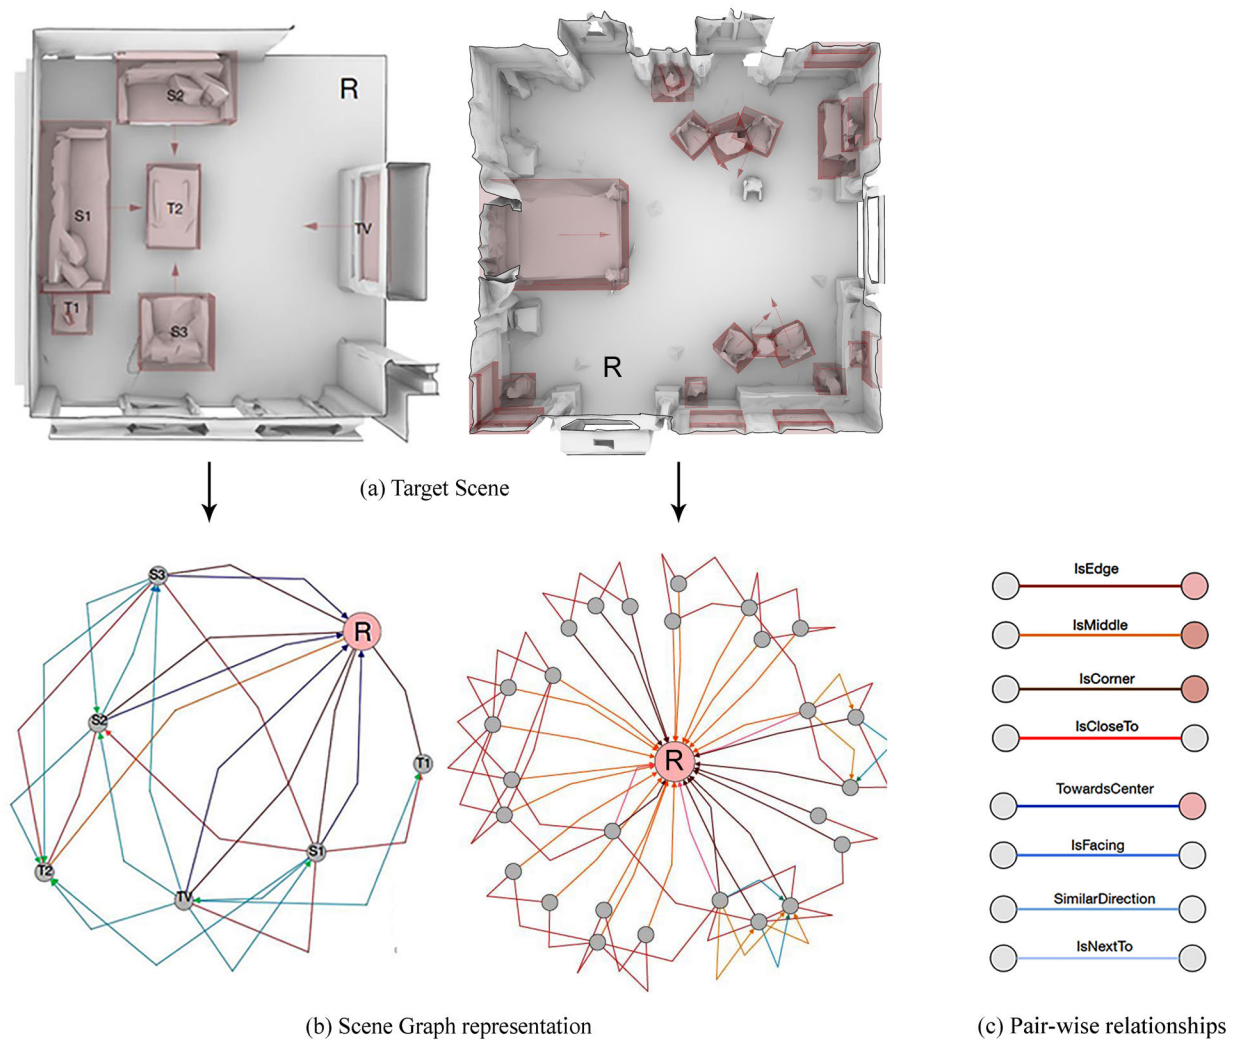 R
S2
S1
T2
TV
T1
S3
R
(a) Target Scene
S3
R
S2
T1
T2
S1
TV
R
IsEdge
IsMiddle
IsCorner
IsCloseTo
TowardsCenter
IsFacing
SimilarDirection
IsNextTo
(b) Scene Graph representation
(c) Pair-wise relationships